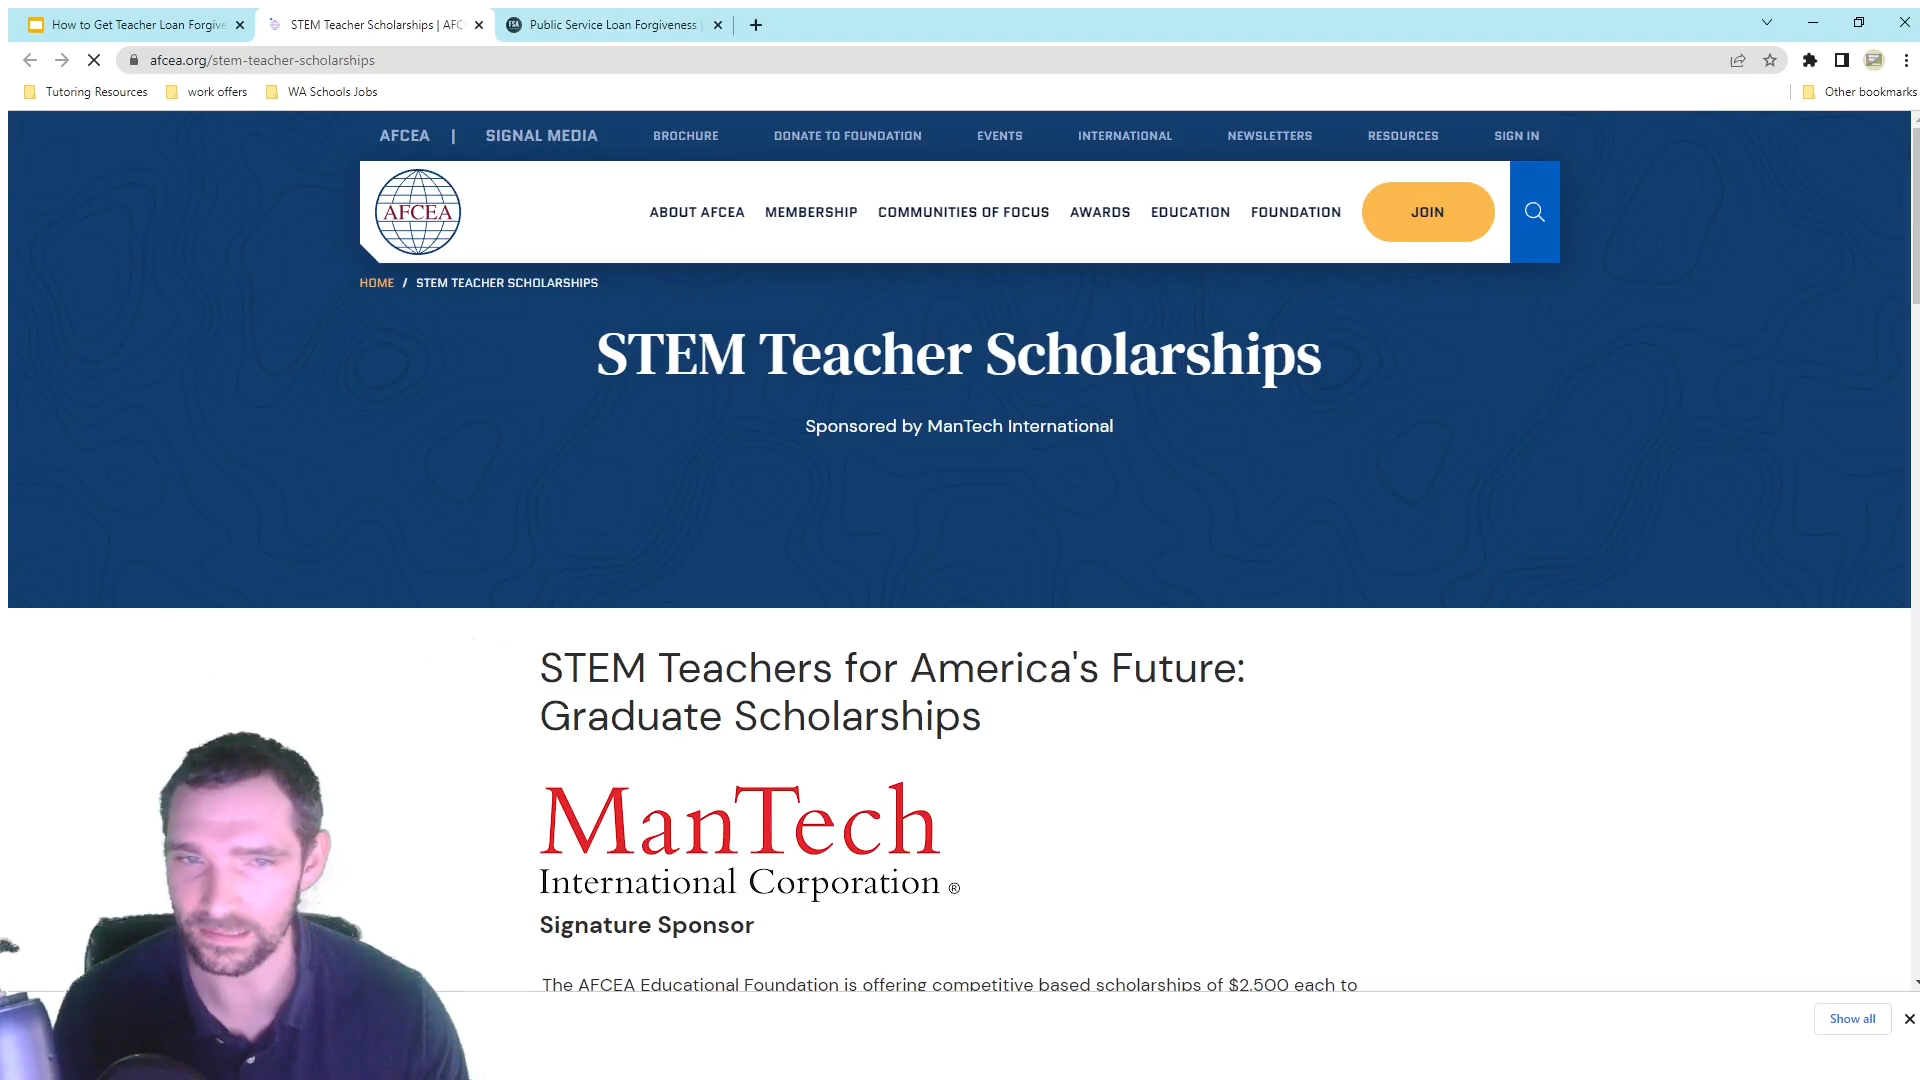 How to Get Teacher Loan Forgive
STEM Teacher Scholarships | AFC
FSA
Public Service Loan Forgiveness
afcea.org/stem-teacher-scholarships
Tutoring Resources
work offers
WA Schools Jobs
Other bookmarks
AFCEA | SIGNAL MEDIA
BROCHURE
DONATE TO FOUNDATION
EVENTS
INTERNATIONAL
NEWSLETTERS
RESOURCES
SIGN IN
AFCEA
ABOUT AFCEA
MEMBERSHIP
COMMUNITIES OF FOCUS
AWARDS
EDUCATION
FOUNDATION
JOIN
HOME / STEM TEACHER SCHOLARSHIPS
STEM Teacher Scholarships
Sponsored by ManTech International
STEM Teachers for America's Future:
Graduate Scholarships
ManTech
International Corporation ®
Signature Sponsor
The AFCEA Educational Foundation is offering competitive based scholarships of $2,500 each to
Show all